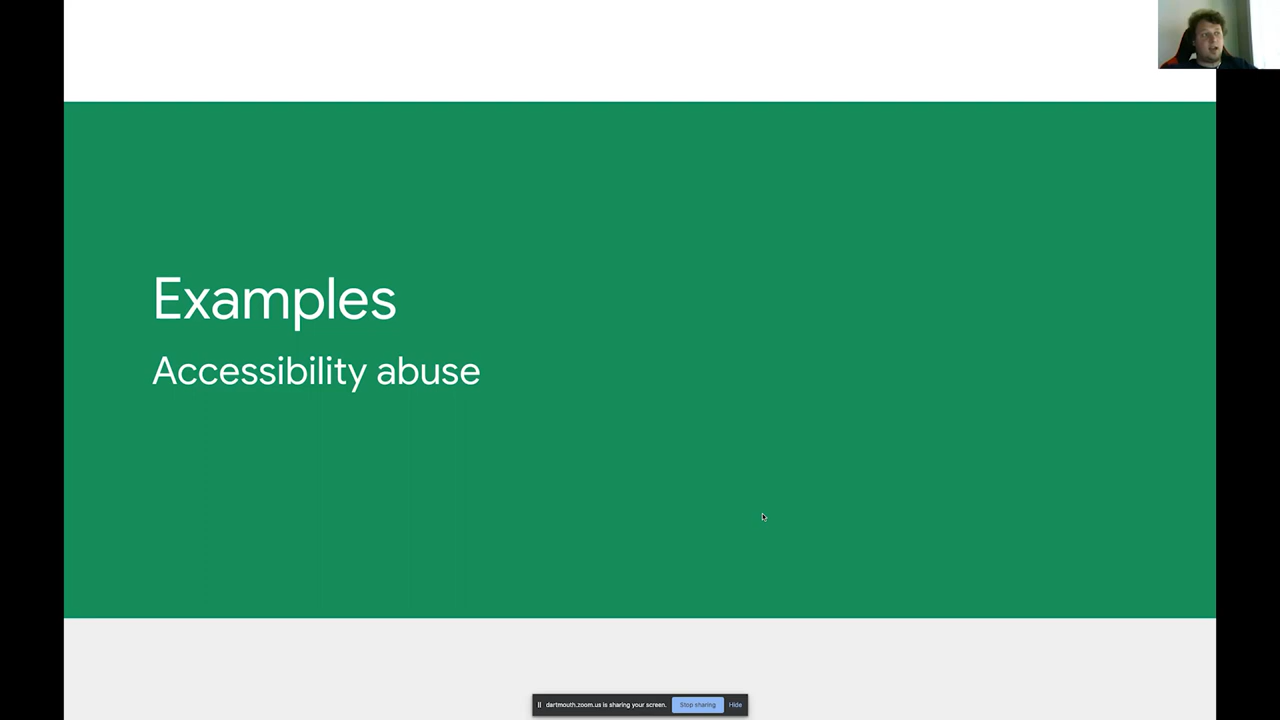 Examples
Accessibility abuse
dartmouth.zoom.us is sharing your screen. Stop sharing Hide